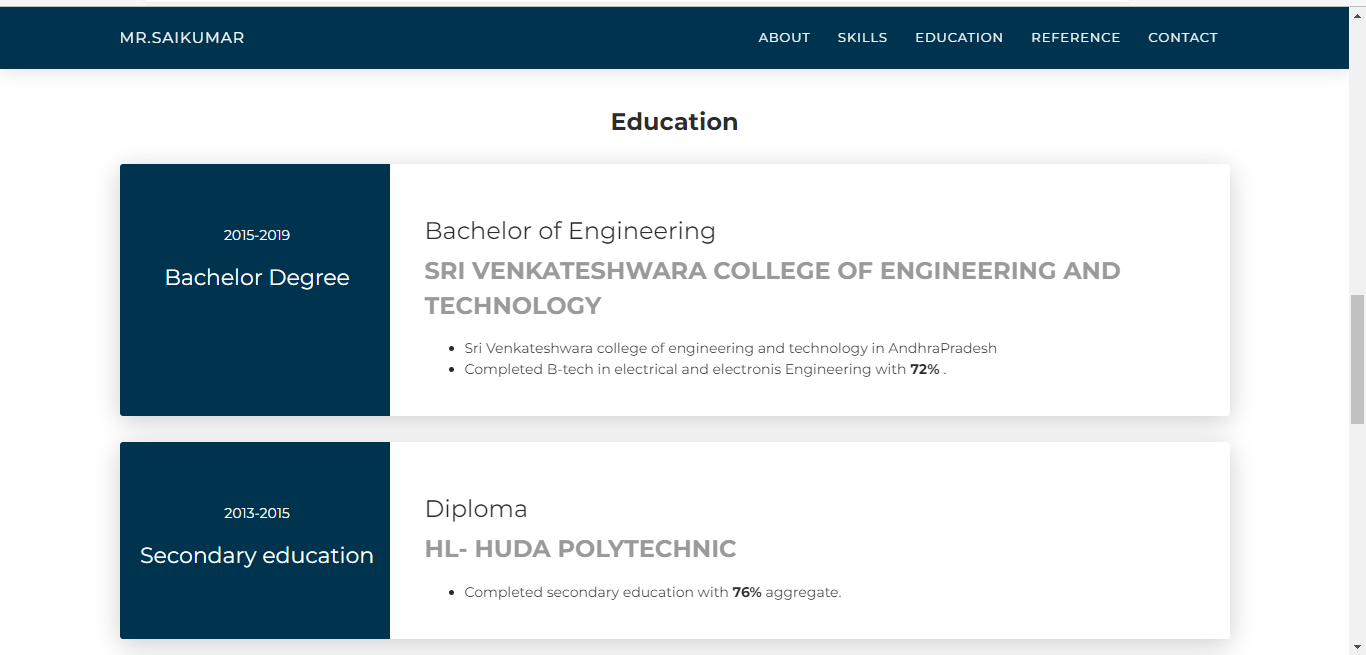 MR.SAIKUMAR
ABOUT SKILLS EDUCATION REFERENCE CONTACT
Education
2015-2019
Bachelor Degree
Bachelor of Engineering
SRI VENKATESHWARA COLLEGE OF ENGINEERING AND
TECHNOLOGY
Sri Venkateshwara college of engineering and technology in AndhraPradesh
Completed B-tech in electrical and electronis Engineering with 72% .
2013-2015
Secondary education
Diploma
HL- HUDA POLYTECHNIC
Completed secondary education with 76% aggregate.